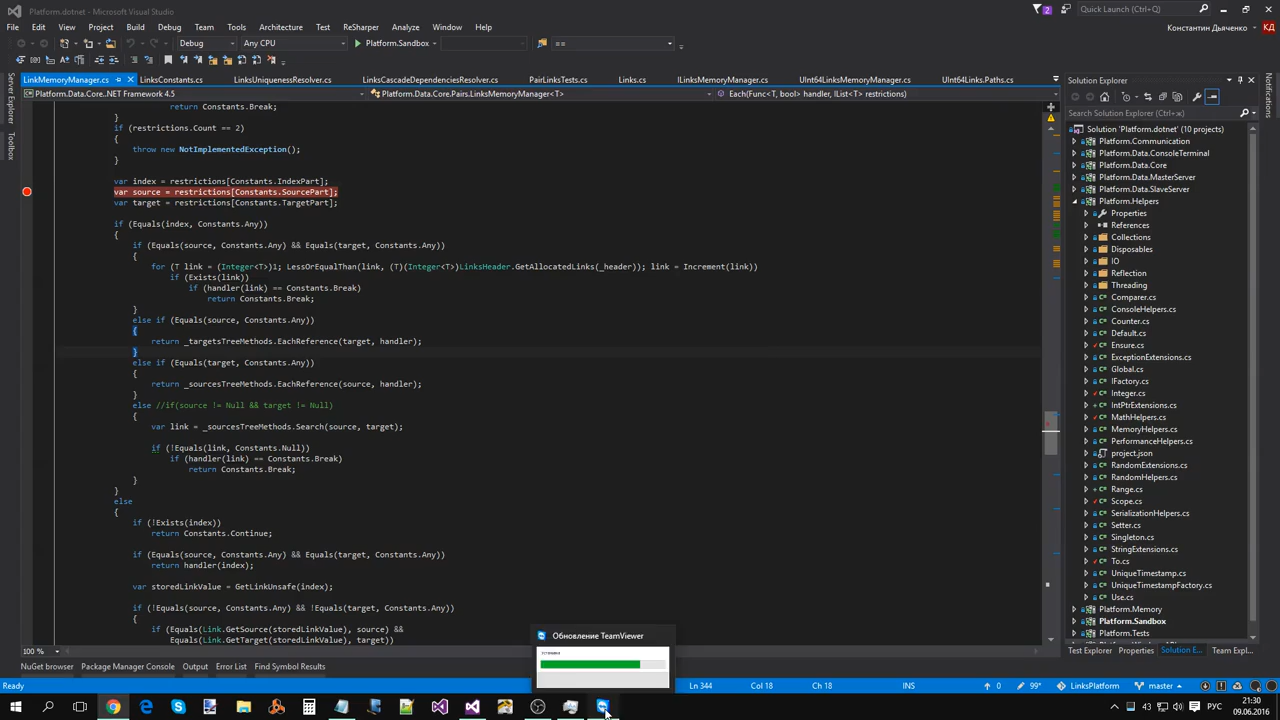 Platform.dotnet - Microsoft Visual Studio
2
Quick Launch (Ctrl+Q)
File Edit View Project Build Debug Team Tools Architecture Test ReSharper Analyze Window Help
Константин Дьяченко КД
Debug Any CPU Platform.Sandbox ==
LinkMemoryManager.cs LinksConstants.cs LinksUniquenessResolver.cs LinksCascadeDependenciesResolver.cs PairLinksTests.cs Links.cs ILinksMemoryManager.cs UInt64LinksMemoryManager.cs UInt64Links.Paths.cs
Platform.Data.Core..NET Framework 4.5 Platform.Data.Core.Pairs.LinksMemoryManager<T> Each(Func<T, bool> handler, IList<T> restrictions)
Server Explorer
Toolbox
return Constants.Break;
}
if (restrictions.Count == 2)
{
throw new NotImplementedException();
}
var index = restrictions[Constants.IndexPart];
var source = restrictions[Constants.SourcePart];
var target = restrictions[Constants.TargetPart];
if (Equals(index, Constants.Any))
{
if (Equals(source, Constants.Any) && Equals(target, Constants.Any))
for (T link = (Integer<T>)1; LessOrEqualThan(link, (T)(Integer<T>)LinksHeader.GetAllocatedLinks(_header)); link = Increment(link))
if (Exists(link))
if (handler(link) == Constants.Break)
return Constants.Break;
}
else if (Equals(source, Constants.Any))
{
return _targetsTreeMethods.EachReference(target, handler);
}
else if (Equals(target, Constants.Any))
{
return _sourcesTreeMethods.EachReference(source, handler);
}
else //if(source != Null && target != Null)
{
var link = _sourcesTreeMethods.Search(source, target);
if (!Equals(link, Constants.Null))
if (handler(link) == Constants.Break)
return Constants.Break;
}
}
else
{
if (!Exists(index))
return Constants.Continue;
if (Equals(source, Constants.Any) && Equals(target, Constants.Any))
return handler(index);
var storedLinkValue = GetLinkUnsafe(index);
if (!Equals(source, Constants.Any) && !Equals(target, Constants.Any))
{
if (Equals(Link.GetSource(storedLinkValue), source) &&
Equals(Link.GetTarget(storedLinkValue), target))
100 %
Solution Explorer
Search Solution Explorer (Ctrl+ж)
Solution 'Platform.dotnet' (10 projects)
Platform.Communication
Platform.Data.ConsoleTerminal
Platform.Data.Core
Platform.Data.MasterServer
Platform.Data.SlaveServer
Platform.Helpers
Properties
References
Collections
Disposables
IO
Reflection
Threading
Comparer.cs
ConsoleHelpers.cs
Counter.cs
Default.cs
Ensure.cs
ExceptionExtensions.cs
Global.cs
IFactory.cs
Integer.cs
IntPtrExtensions.cs
MathHelpers.cs
MemoryHelpers.cs
PerformanceHelpers.cs
project.json
RandomExtensions.cs
RandomHelpers.cs
Range.cs
Scope.cs
SerializationHelpers.cs
Setter.cs
Singleton.cs
StringExtensions.cs
To.cs
UniqueTimestamp.cs
UniqueTimestampFactory.cs
Use.cs
Platform.Memory
Platform.Sandbox
Platform.Tests
Test Explorer Properties Solution E... Team Expl...
Notifications
Обновление TeamViewer
Установка
NuGet browser Package Manager Console Output Error List Find Symbol Results
Ready Ln 344 Col 18 Ch 18 INS 0 99* LinksPlatform master
43 РУС 21:30
09.06.2016